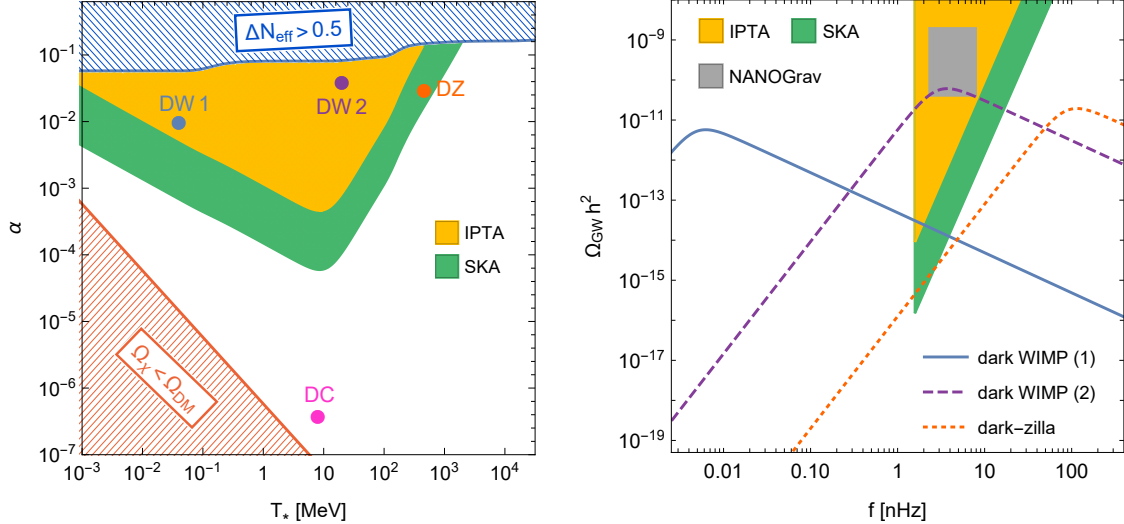 ΔN_eff > 0.5
10^-1
10^-2
10^-3
10^-4
10^-5
10^-6
10^-7
α
DW 1
DW 2
DZ
IPTA
SKA
Ω_χ < Ω_DM
DC
10^-3
10^-2
10^-1
1
10
10^2
10^3
10^4
T_* [MeV]
IPTA
SKA
NANOGrav
10^-9
10^-11
10^-13
10^-15
10^-17
10^-19
Ω_GW h^2
dark WIMP (1)
dark WIMP (2)
dark-zilla
0.01
0.10
1
10
100
f [nHz]